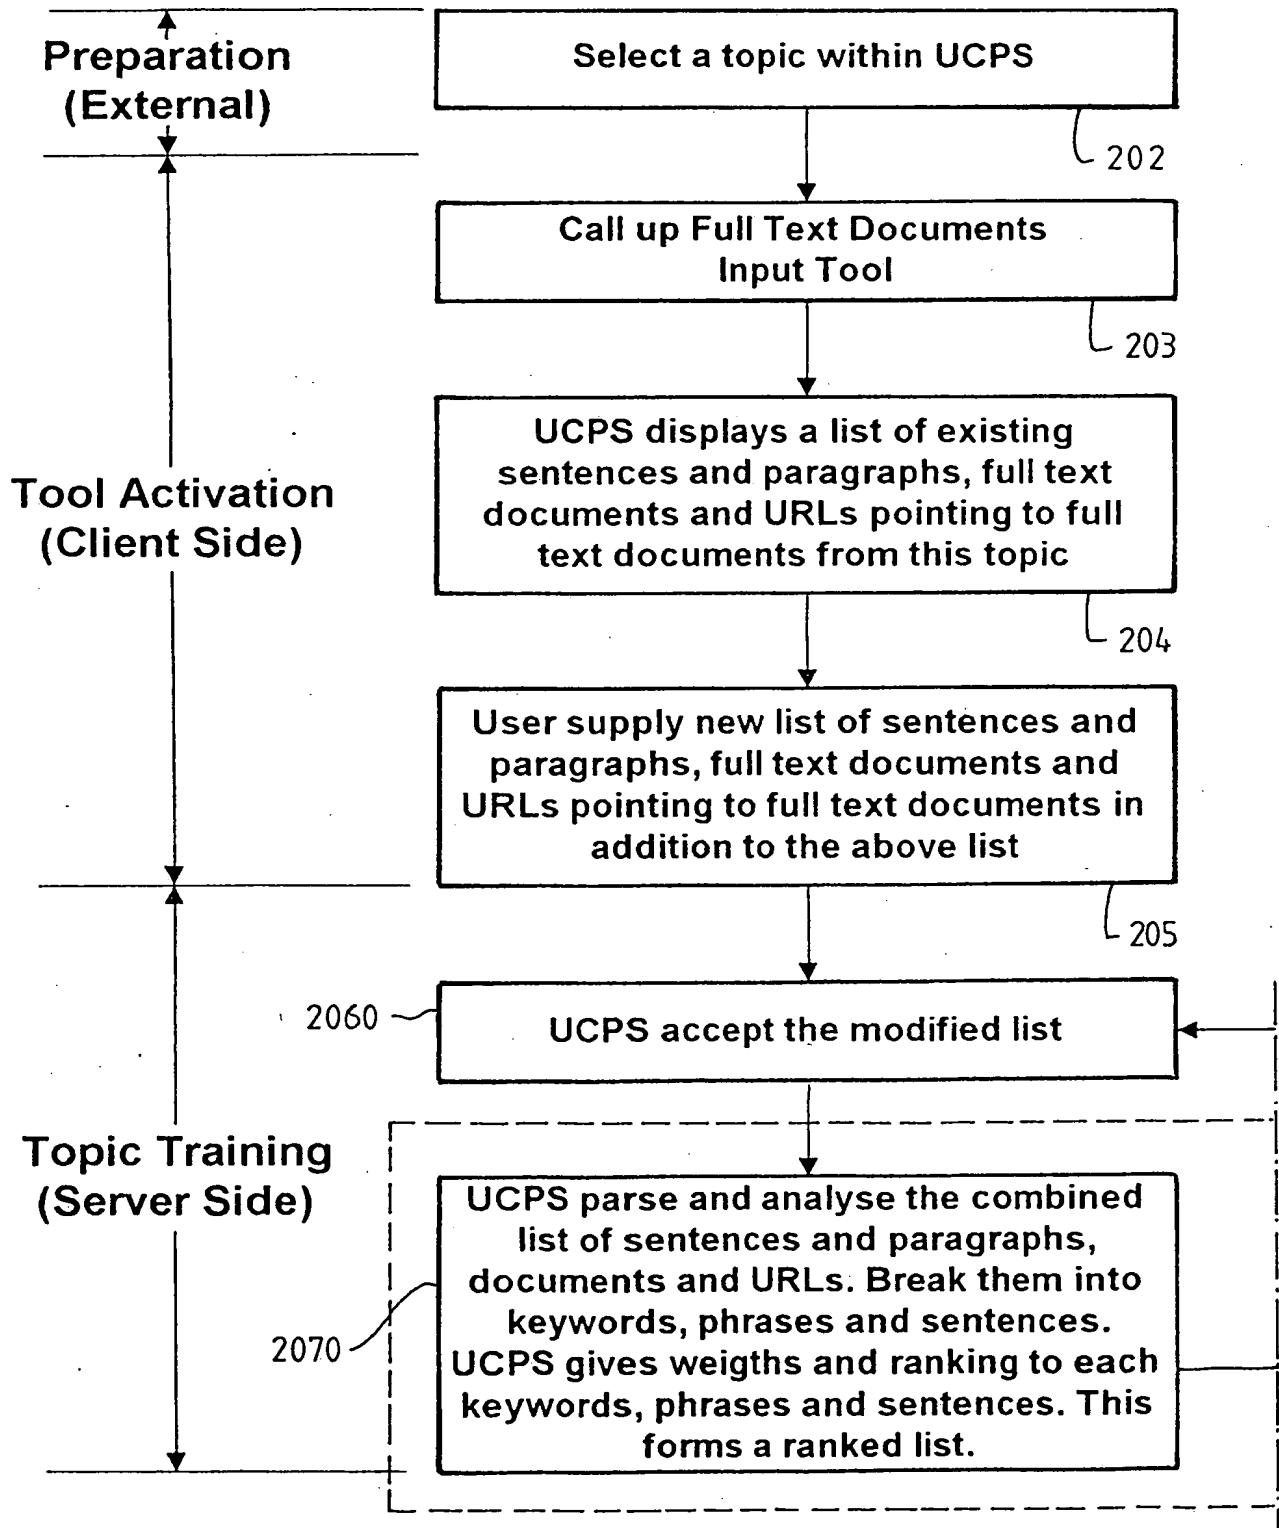 Preparation
(External)
Select a topic within UCPS
202
Call up Full Text Documents
Input Tool
203
Tool Activation
(Client Side)
UCPS displays a list of existing
sentences and paragraphs, full text
documents and URLs pointing to full
text documents from this topic
204
User supply new list of sentences and
paragraphs, full text documents and
URLs pointing to full text documents in
addition to the above list
205
2060
UCPS accept the modified list
Topic Training
(Server Side)
UCPS parse and analyse the combined
list of sentences and paragraphs,
documents and URLs. Break them into
keywords, phrases and sentences.
UCPS gives weigths and ranking to each
keywords, phrases and sentences. This
forms a ranked list.
2070